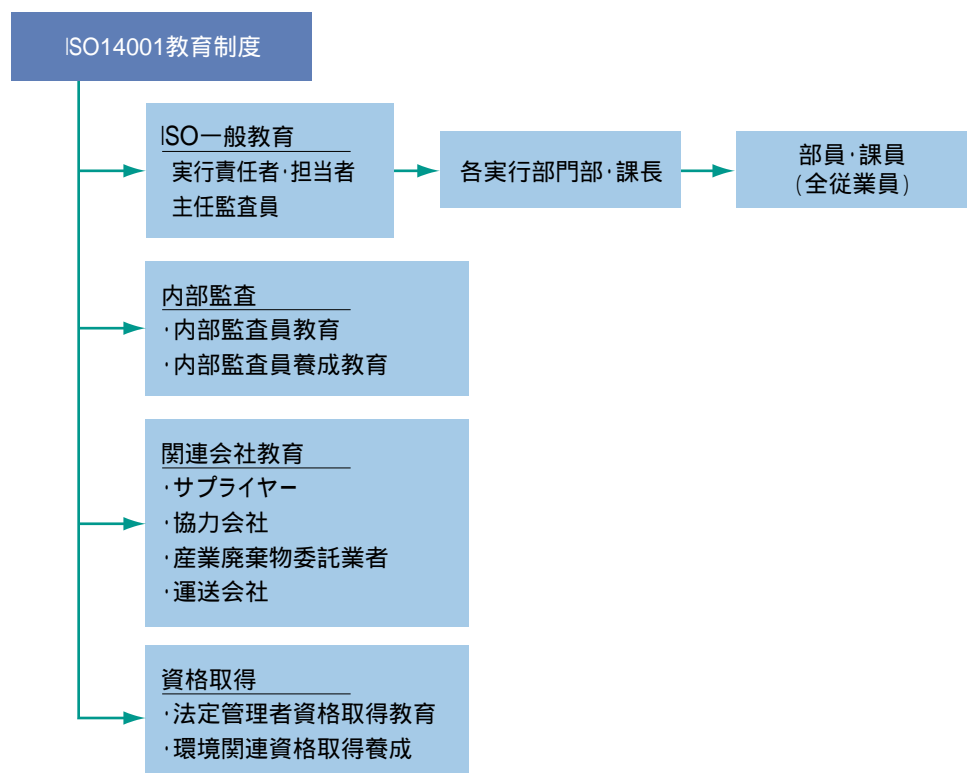 ISO14001教育制度
ISO一般教育
実行責任者・担当者
主任監査員
各実行部門部・課長
部員・課員
(全従業員)
内部監査
・内部監査員教育
・内部監査員養成教育
関連会社教育
・サプライヤー
・協力会社
・産業廃棄物委託業者
・運送会社
資格取得
・法定管理者資格取得教育
・環境関連資格取得養成